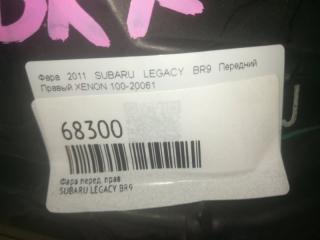 Фара 2011 SUBARU LEGACY BR9 Передний
Правый XENON 100-20061
68300
Фара перед. прав.
SUBARU LEGACY BR9